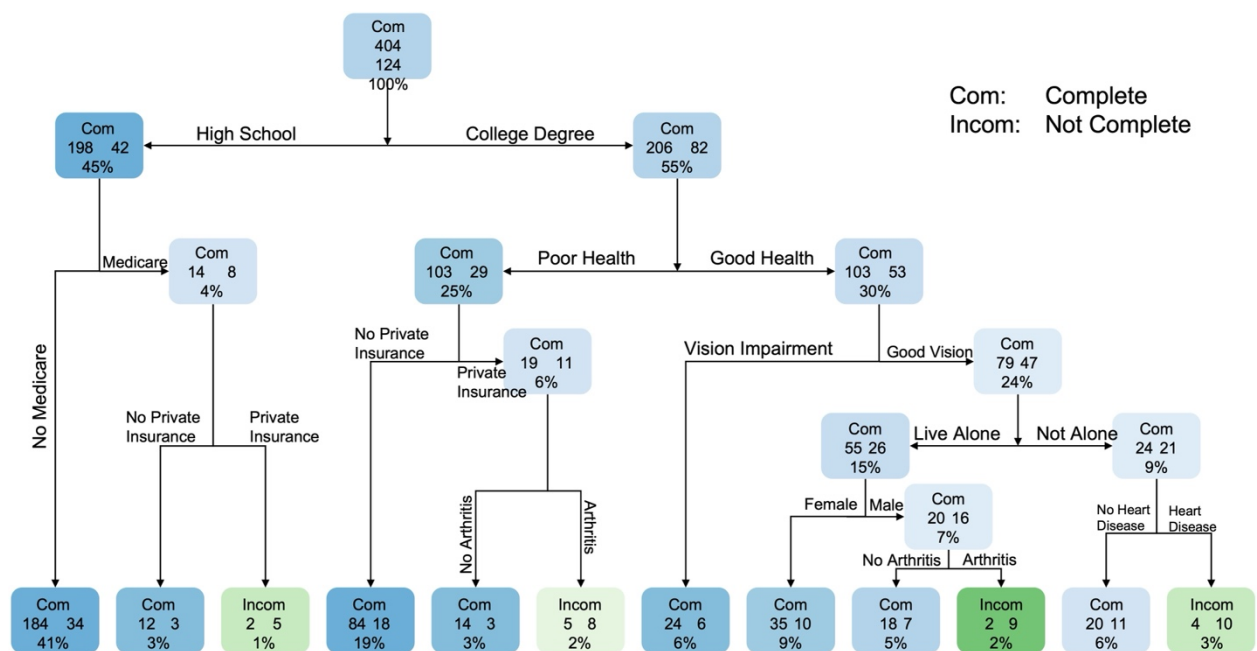 Com
404
124
100%
Com: Complete
Incom: Not Complete
High School
College Degree
Com
198 42
45%
Com
206 82
55%
Medicare
No Medicare
Com
14 8
4%
Poor Health
Good Health
Com
103 29
25%
Com
103 53
30%
No Private
Insurance
Private
Insurance
No Private
Insurance
Private
Insurance
Com
19 11
6%
Vision Impairment
Good Vision
Com
79 47
24%
Live Alone
Not Alone
Com
55 26
15%
Com
24 21
9%
No Arthritis
Arthritis
Female
Male
Com
20 16
7%
No Arthritis
Arthritis
No Heart
Disease
Heart
Disease
Com
184 34
41%
Com
12 3
3%
Incom
2 5
1%
Com
84 18
19%
Com
14 3
3%
Incom
5 8
2%
Com
24 6
6%
Com
35 10
9%
Com
18 7
5%
Incom
2 9
2%
Com
20 11
6%
Incom
4 10
3%